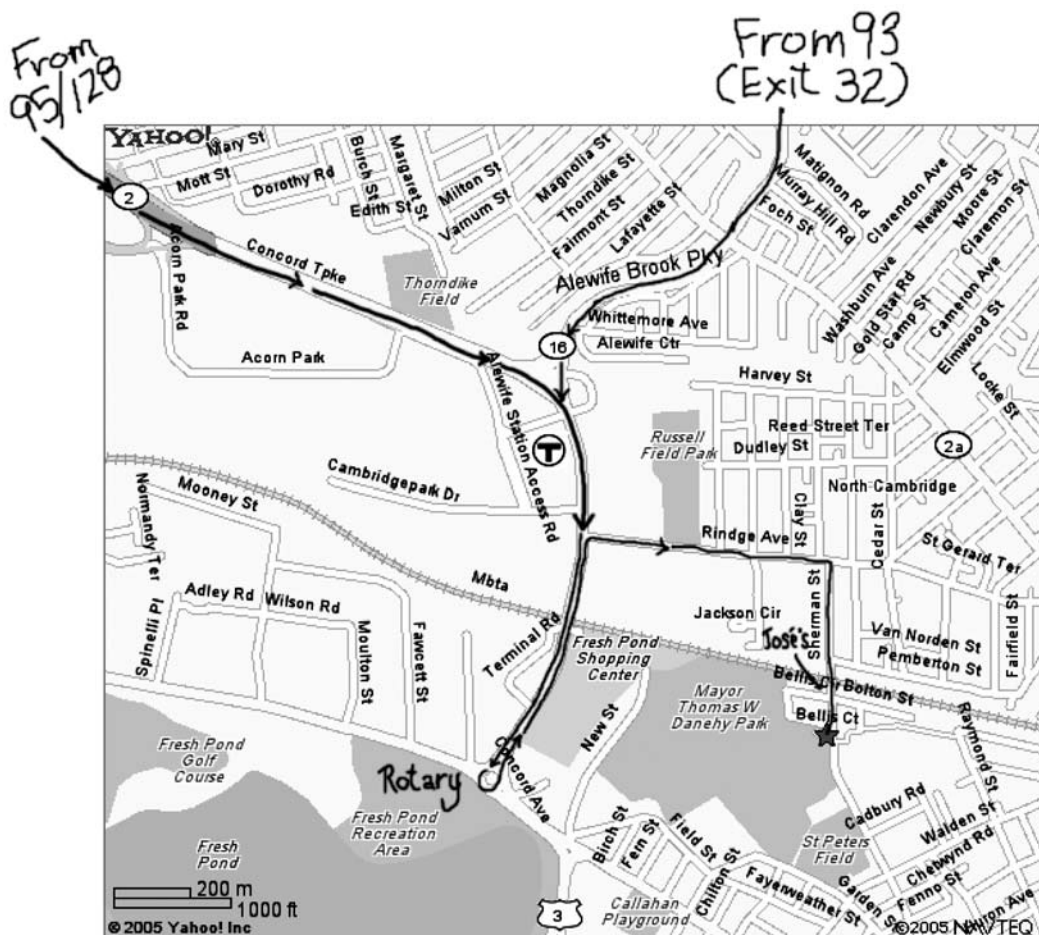 From
95/128
From 93
(Exit 32)
YAHOO!
2
Mary St
Mott St
Dorothy Rd
Burch St
Edith St
Margaret St
Milton St
Varnum St
Magnolia St
Thorndike St
Fairmont St
Lafayette St
Matignon Rd
Murray Hill Rd
Foch St
Clarendon Ave
Newbury St
Moore St
Claremon St
Acorn Park Rd
Concord Tpke
Thorndike
Field
Alewife Brook Pky
Washburn Ave
Gold Star Rd
Camp St
Cameron Ave
Elmwood St
Whittemore Ave
16
Alewife Ctr
Acorn Park
Alewife Station Access Rd
Harvey St
Locke St
T
Russell
Field Park
Reed Street Ter
Dudley St
2a
Cambridgepark Dr
North Cambridge
Normandy Ter
Mooney St
Clay St
Cedar St
Rindge Ave
St Gerard Ter
Mbta
Adley Rd
Wilson Rd
Spinelli Pl
Moulton St
Fawcett St
Terminal Rd
Jackson Cir
Sherman St
José's
Van Norden St
Pemberton St
Fairfield St
Fresh Pond
Shopping
Center
Mayor
Thomas W
Danehy Park
Bellis Cir
Bolton St
Bellis Ct
New St
Raymond St
Fresh Pond
Golf
Course
Rotary
Concord Ave
Fresh Pond
Recreation
Area
Fresh
Pond
Birch St
Fern St
Field St
Chilton St
Cadbury Rd
Walden St
St Peters
Field
Chetwynd Rd
Fenno St
Garden St
Fayerweather St
Huron Ave
Callahan
Playground
3
200 m
1000 ft
© 2005 Yahoo! Inc
©2005 NAVTEQ